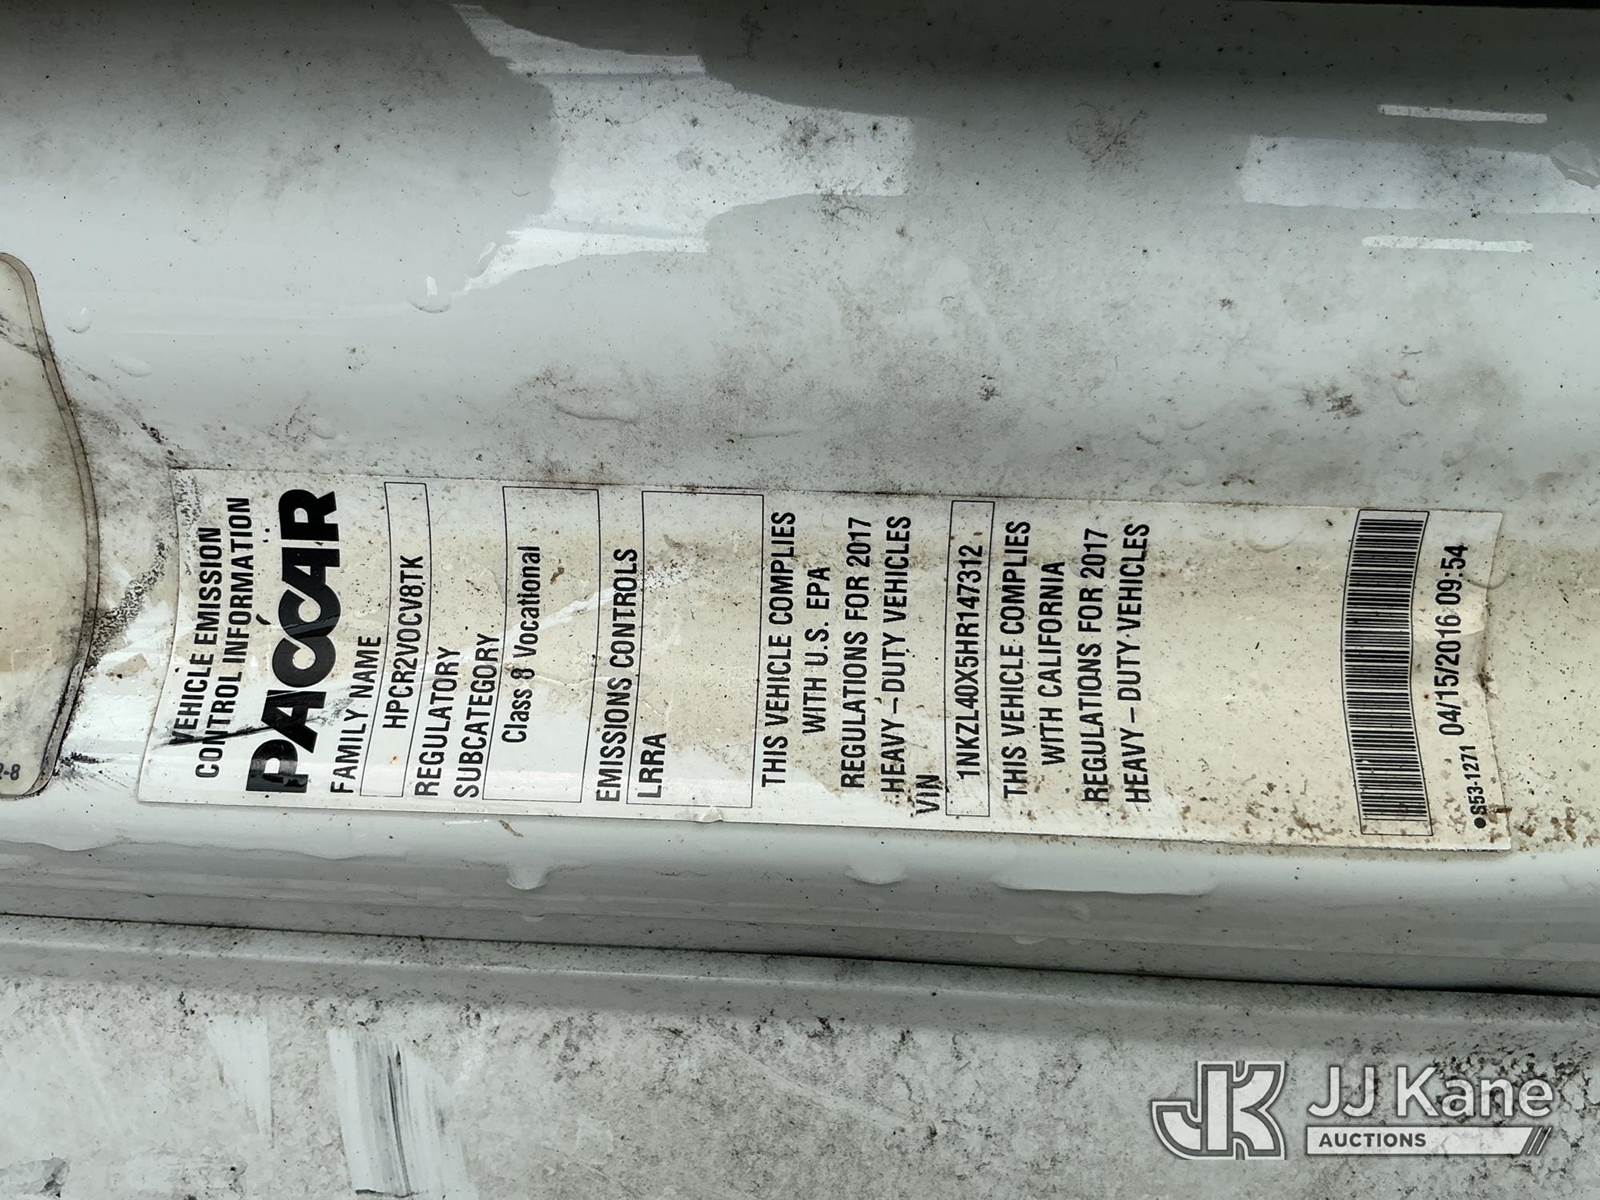 VEHICLE EMISSION
CONTROL INFORMATION
PACCAR
FAMILY NAME
HPCR2VOCV8TK
REGULATORY
SUBCATEGORY
Class 8 Vocational
EMISSIONS CONTROLS
LRRA
THIS VEHICLE COMPLIES
WITH U.S. EPA
REGULATIONS FOR 2017
HEAVY-DUTY VEHICLES
VIN
1NKZL40X5HR147312
THIS VEHICLE COMPLIES
WITH CALIFORNIA
REGULATIONS FOR 2017
HEAVY-DUTY VEHICLES
S53-1271 04/15/2016 09:54
JK JJ Kane
AUCTIONS